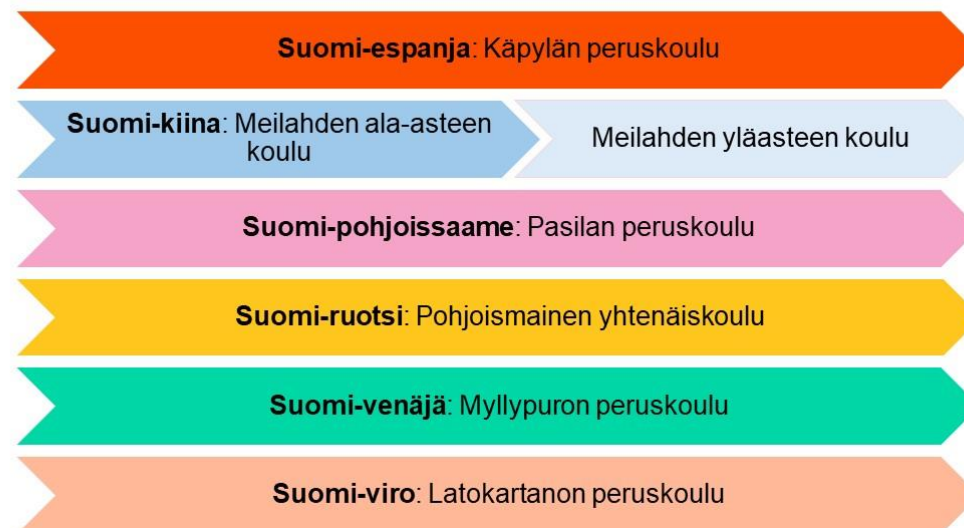 Suomi-espanja: Käpylän peruskoulu
Suomi-kiina: Meilahden ala-asteen
koulu
Meilahden yläasteen koulu
Suomi-pohjoissaame: Pasilan peruskoulu
Suomi-ruotsi: Pohjoismainen yhtenäiskoulu
Suomi-venäjä: Myllypuron peruskoulu
Suomi-viro: Latokartanon peruskoulu